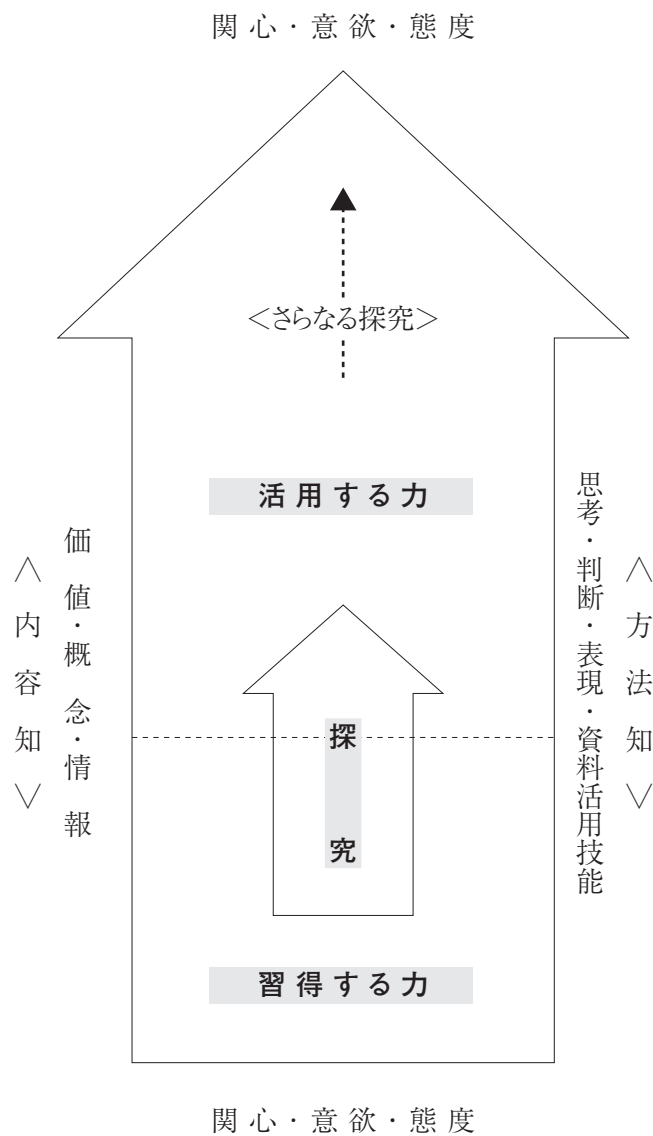 関心・意欲・態度
<さらなる探究>
活用する力
思考・判断・表現・資料活用技能
<方法知>
価値・概念・情報
<内容知>
探究
習得する力
関心・意欲・態度